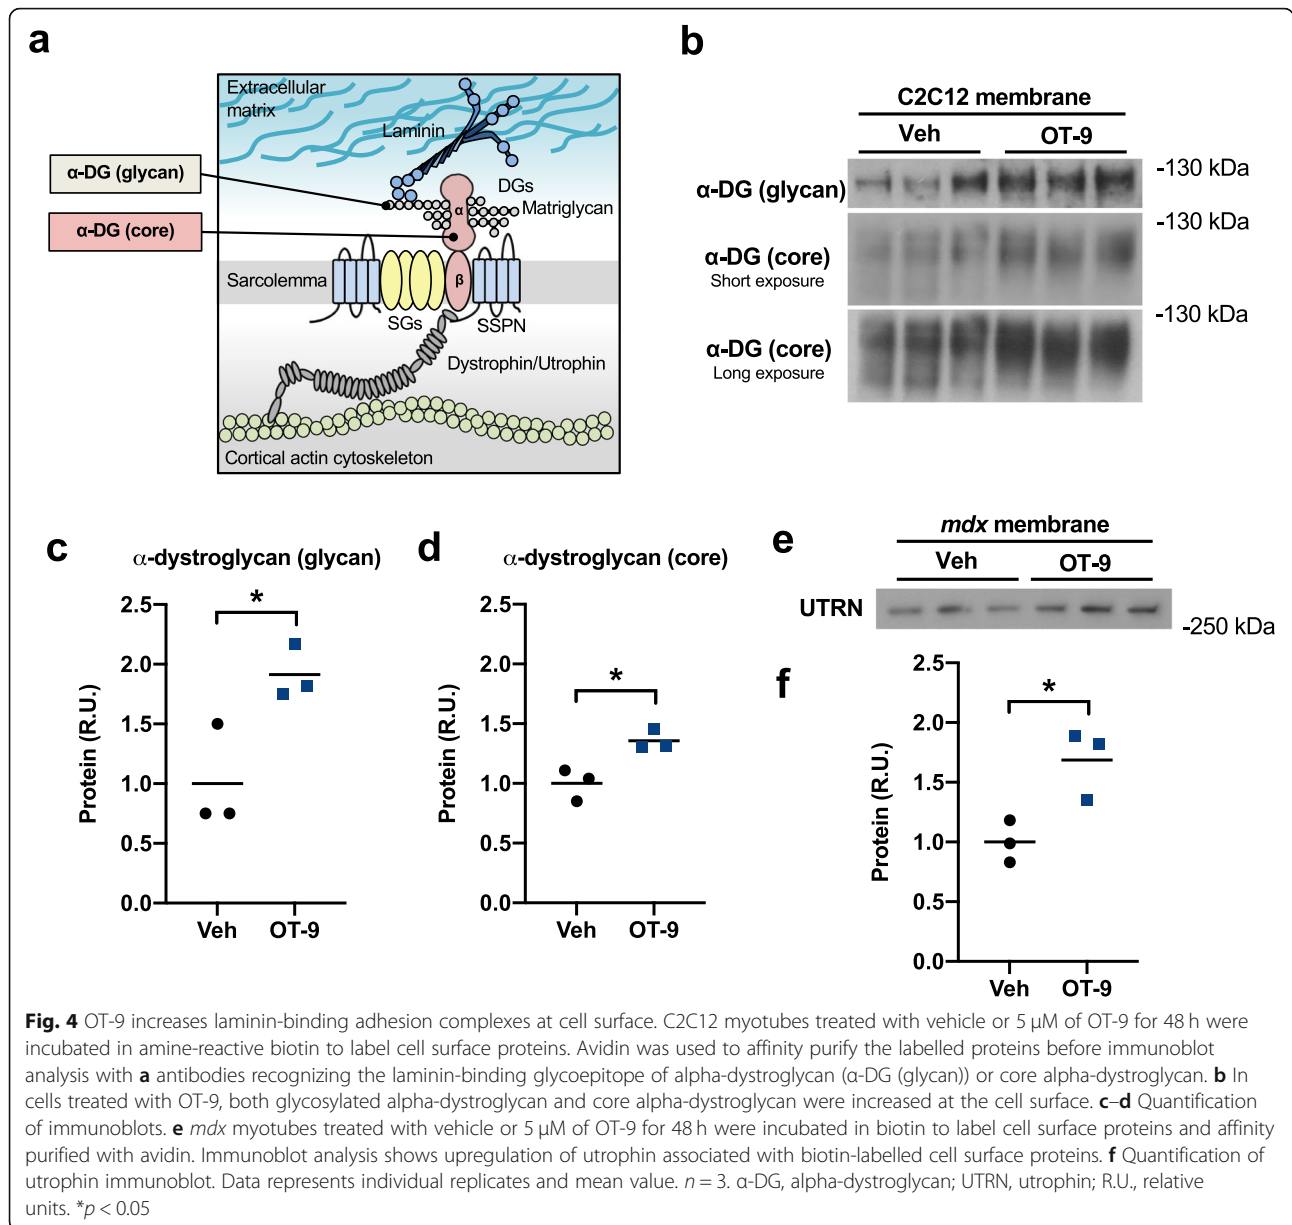 a
Extracellular
matrix
Laminin
α-DG (glycan)
DGs
Matriglycan
α
α-DG (core)
Sarcolemma
β
SGs
SSPN
Dystrophin/Utrophin
Cortical actin cytoskeleton
b
C2C12 membrane
Veh OT-9
α-DG (glycan)
-130 kDa
-130 kDa
α-DG (core)
Short exposure
-130 kDa
α-DG (core)
Long exposure
c
α-dystroglycan (glycan)
2.5
2.0
1.5
1.0
0.5
0.0
Protein (R.U.)
*
Veh OT-9
d
α-dystroglycan (core)
2.5
2.0
1.5
1.0
0.5
0.0
Protein (R.U.)
*
Veh OT-9
e
mdx membrane
Veh OT-9
UTRN
-250 kDa
f
2.5
2.0
1.5
1.0
0.5
0.0
Protein (R.U.)
*
Veh OT-9
Fig. 4 OT-9 increases laminin-binding adhesion complexes at cell surface. C2C12 myotubes treated with vehicle or 5 μM of OT-9 for 48 h were
incubated in amine-reactive biotin to label cell surface proteins. Avidin was used to affinity purify the labelled proteins before immunoblot
analysis with a antibodies recognizing the laminin-binding glycoepitope of alpha-dystroglycan (α-DG (glycan)) or core alpha-dystroglycan. b In
cells treated with OT-9, both glycosylated alpha-dystroglycan and core alpha-dystroglycan were increased at the cell surface. c–d Quantification
of immunoblots. e mdx myotubes treated with vehicle or 5 μM of OT-9 for 48 h were incubated in biotin to label cell surface proteins and affinity
purified with avidin. Immunoblot analysis shows upregulation of utrophin associated with biotin-labelled cell surface proteins. f Quantification of
utrophin immunoblot. Data represents individual replicates and mean value. n = 3. α-DG, alpha-dystroglycan; UTRN, utrophin; R.U., relative
units. *p < 0.05